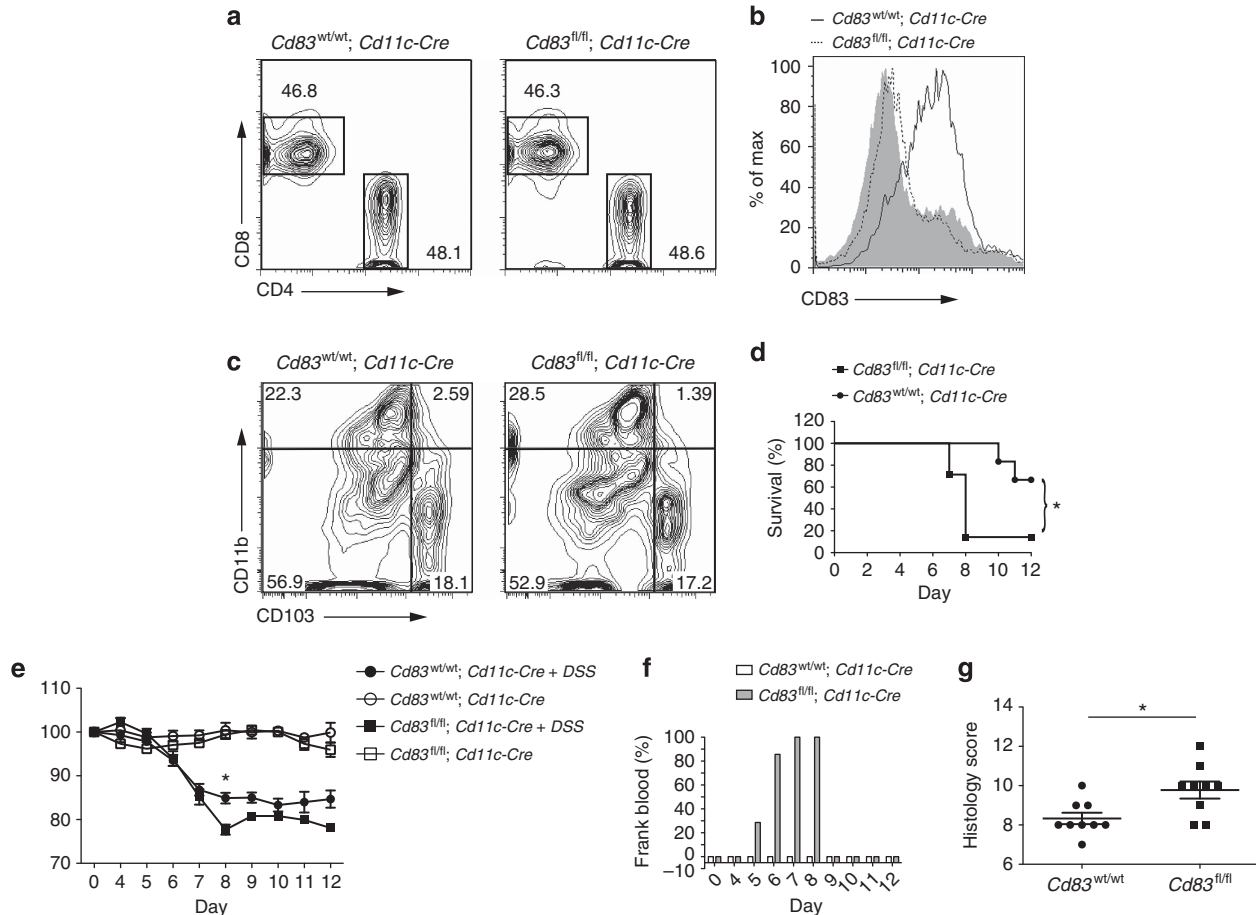 a
Cd83wt/wt; Cd11c-Cre
Cd83fl/fl; Cd11c-Cre
46.8
48.1
46.3
48.6
CD8
CD4
b
Cd83wt/wt; Cd11c-Cre
Cd83fl/fl; Cd11c-Cre
100
80
60
40
20
0
% of max
CD83
c
Cd83wt/wt; Cd11c-Cre
Cd83fl/fl; Cd11c-Cre
22.3
2.59
56.9
18.1
28.5
1.39
52.9
17.2
CD11b
CD103
d
Cd83fl/fl; Cd11c-Cre
Cd83wt/wt; Cd11c-Cre
120
100
80
60
40
20
0
Survival (%)
*
0 2 4 6 8 10 12
Day
e
Cd83wt/wt; Cd11c-Cre + DSS
Cd83wt/wt; Cd11c-Cre
Cd83fl/fl; Cd11c-Cre + DSS
Cd83fl/fl; Cd11c-Cre
110
100
90
80
70
*
0 4 5 6 7 8 9 10 11 12
Day
f
Cd83wt/wt; Cd11c-Cre
Cd83fl/fl; Cd11c-Cre
100
80
60
40
20
0
−10
Frank blood (%)
0 4 5 6 7 8 9 10 11 12
Day
g
*
14
12
10
8
6
Histology score
Cd83wt/wt
Cd83fl/fl